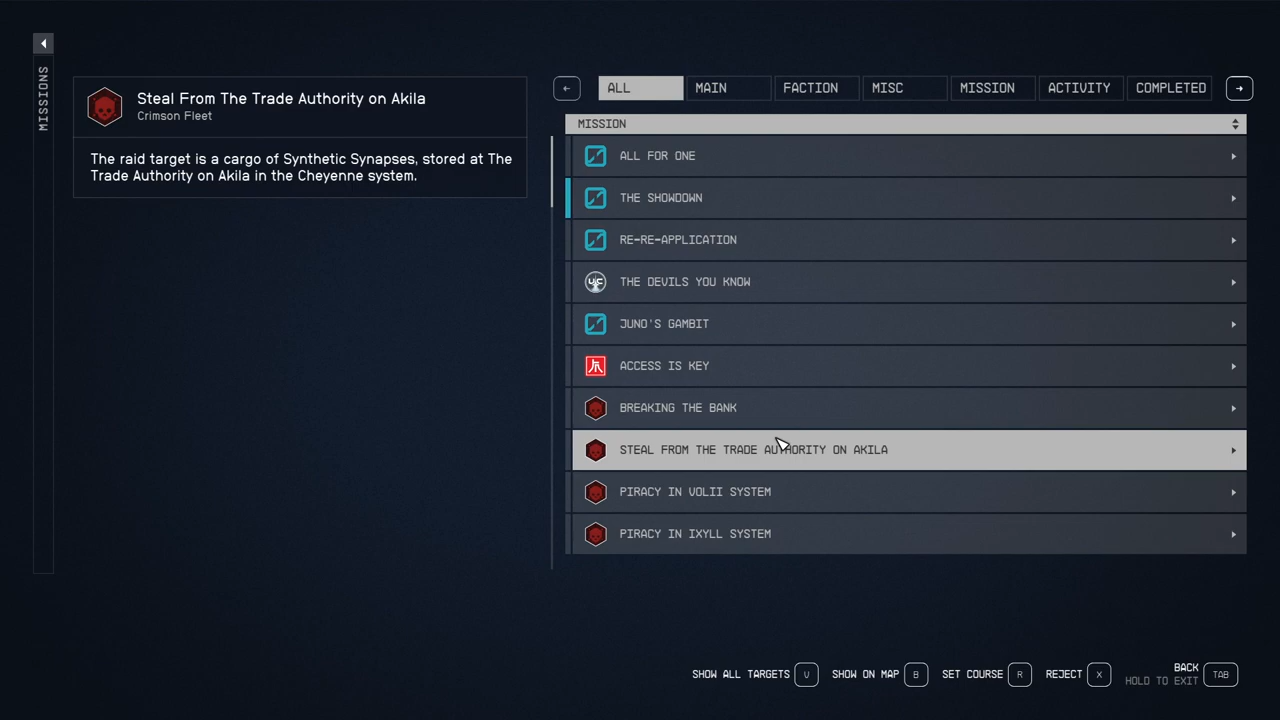 MISSIONS
Steal From The Trade Authority on Akila
Crimson Fleet
The raid target is a cargo of Synthetic Synapses, stored at The
Trade Authority on Akila in the Cheyenne system.
ALL
MAIN
FACTION
MISC
MISSION
ACTIVITY
COMPLETED
MISSION
ALL FOR ONE
THE SHOWDOWN
RE-RE-APPLICATION
UC
THE DEVILS YOU KNOW
JUNO'S GAMBIT
ACCESS IS KEY
BREAKING THE BANK
STEAL FROM THE TRADE AUTHORITY ON AKILA
PIRACY IN VOLII SYSTEM
PIRACY IN IXYLL SYSTEM
SHOW ALL TARGETS V
SHOW ON MAP B
SET COURSE R
REJECT X
BACK
HOLD TO EXIT
TAB